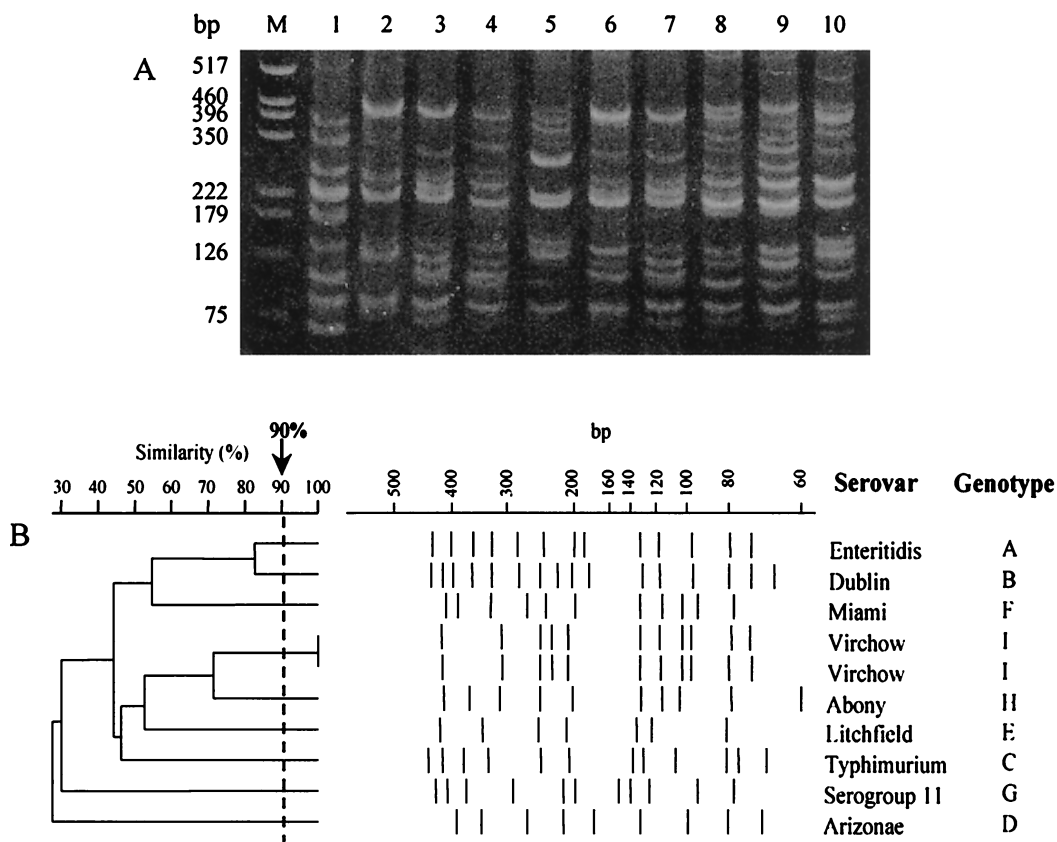 bp M 1 2 3 4 5 6 7 8 9 10
A
517
460
396
350
222
179
126
75
90%
Similarity (%)
bp
30 40 50 60 70 80 90 100
500 400 300 200 160 140 120 100 80 60
Serovar Genotype
B
Enteritidis A
Dublin B
Miami F
Virchow I
Virchow I
Abony H
Litchfield E
Typhimurium C
Serogroup 11 G
Arizonae D